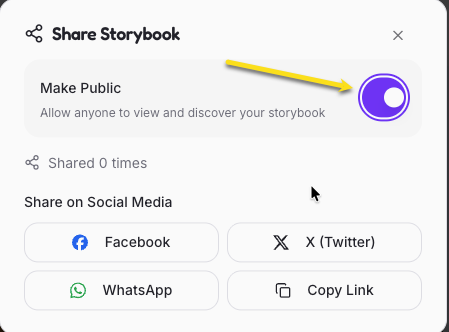 Share Storybook
Make Public
Allow anyone to view and discover your storybook
Shared 0 times
Share on Social Media
Facebook
X (Twitter)
WhatsApp
Copy Link